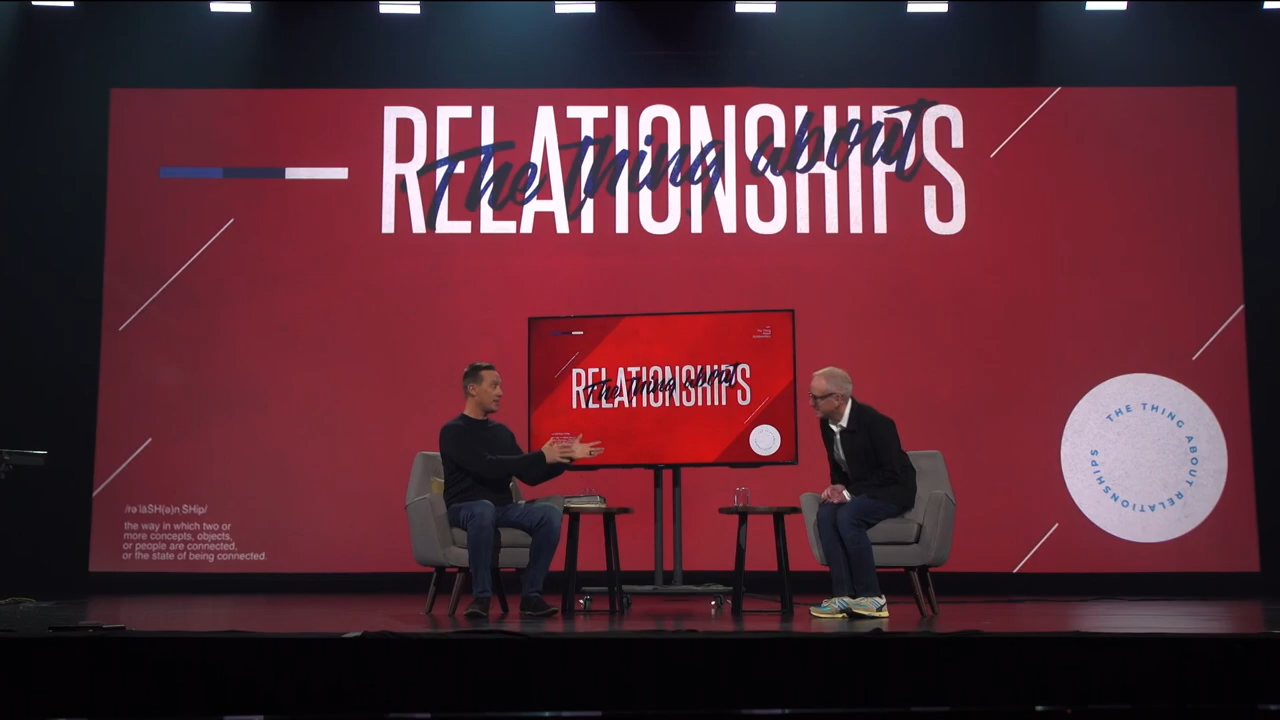 RELATIONSHIPS
The thing about
RELATIONSHIPS
The thing about
THE THING ABOUT RELATIONSHIPS
/rəˈlāSH(ə)n SHip/
the way in which two or
more concepts, objects,
or people are connected,
or the state of being connected.